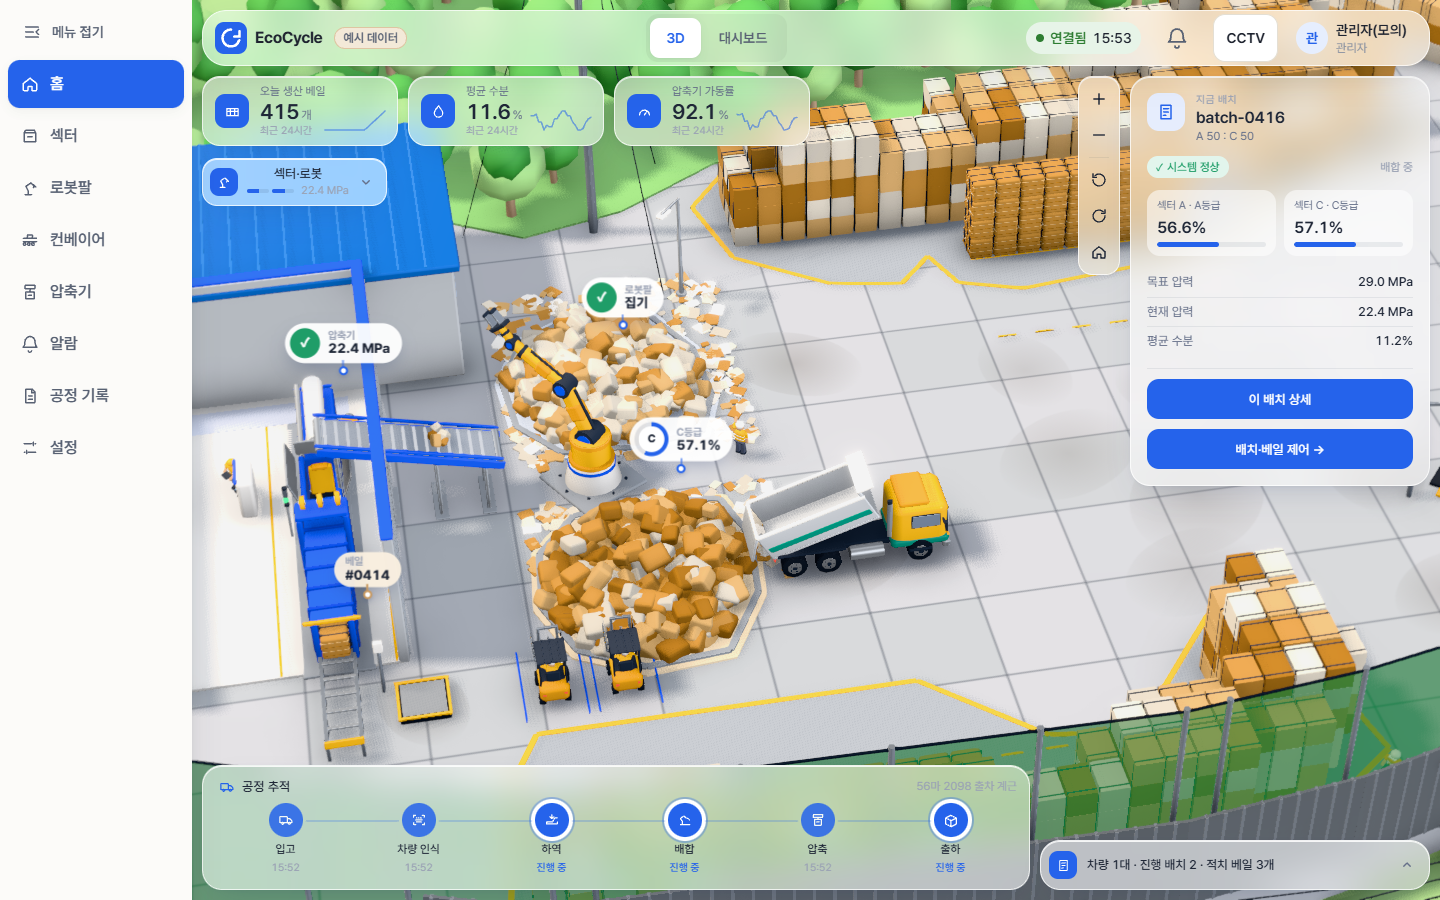 메뉴 접기
홈
섹터
로봇팔
컨베이어
압축기
알람
공정 기록
설정
EcoCycle
예시 데이터
3D
대시보드
연결됨 15:53
CCTV
관
관리자(모의)
관리자
오늘 생산 베일
415개
최근 24시간
평균 수분
11.6%
최근 24시간
압축기 가동률
92.1%
최근 24시간
섹터·로봇
22.4 MPa
지금 배치
batch-0416
A 50 : C 50
✓ 시스템 정상
배합 중
섹터 A · A등급
56.6%
섹터 C · C등급
57.1%
목표 압력
29.0 MPa
현재 압력
22.4 MPa
평균 수분
11.2%
이 배치 상세
배치·베일 제어 →
로봇팔
집기
압축기
22.4 MPa
C
C등급
57.1%
베일
#0414
공정 추적
56마 2098 출차 계근
입고
15:52
차량 인식
15:52
하역
진행 중
배합
진행 중
압축
15:52
출하
진행 중
차량 1대 · 진행 배치 2 · 적치 베일 3개